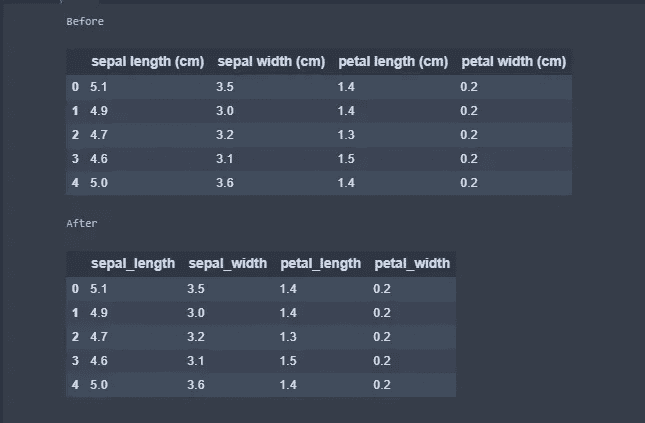 Before
sepal length (cm) sepal width (cm) petal length (cm) petal width (cm)
0 5.1 3.5 1.4 0.2
1 4.9 3.0 1.4 0.2
2 4.7 3.2 1.3 0.2
3 4.6 3.1 1.5 0.2
4 5.0 3.6 1.4 0.2
After
sepal_length sepal_width petal_length petal_width
0 5.1 3.5 1.4 0.2
1 4.9 3.0 1.4 0.2
2 4.7 3.2 1.3 0.2
3 4.6 3.1 1.5 0.2
4 5.0 3.6 1.4 0.2